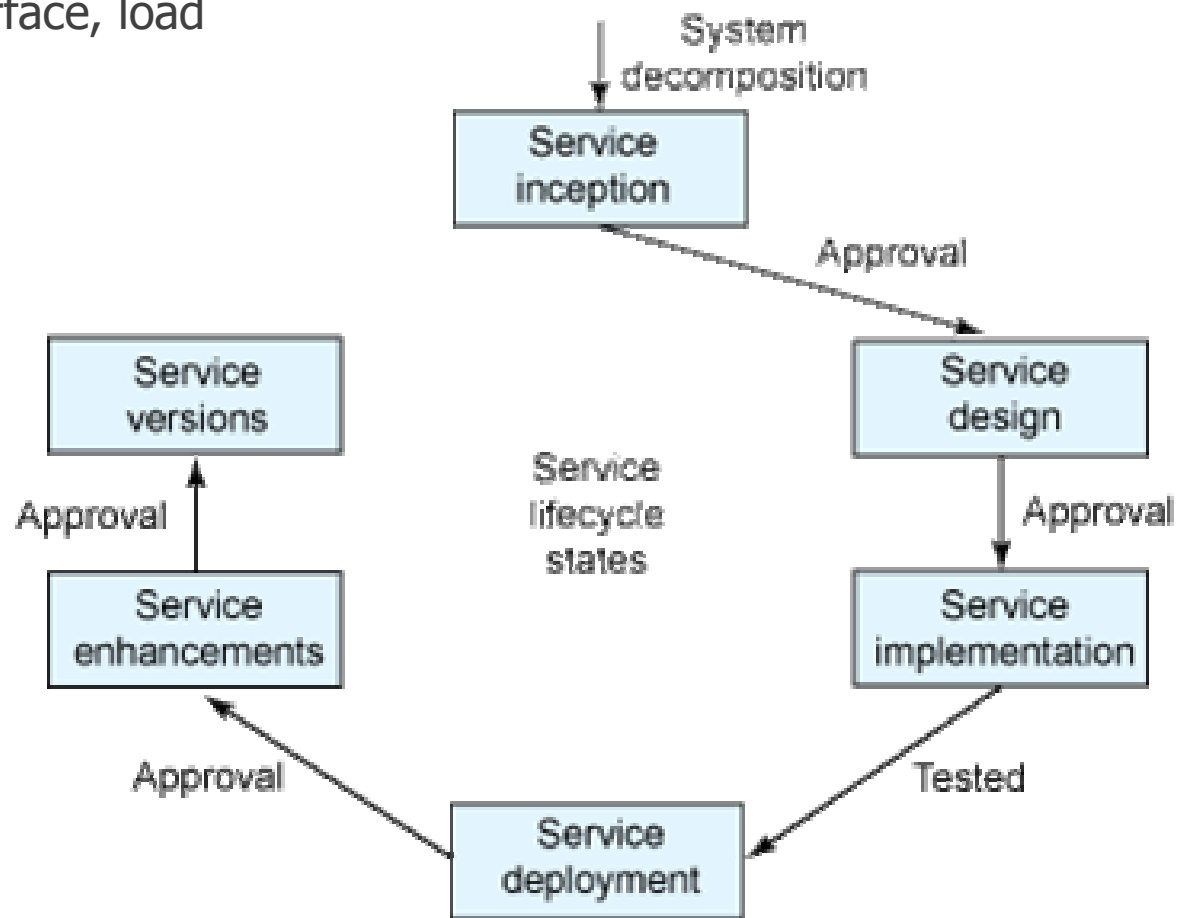 rface, load
System
decomposition
Service
inception
Approval
Service
versions
Service
design
Service
lifecycle
states
Approval
Approval
Service
enhancements
Service
implementation
Approval
Tested
Service
deployment